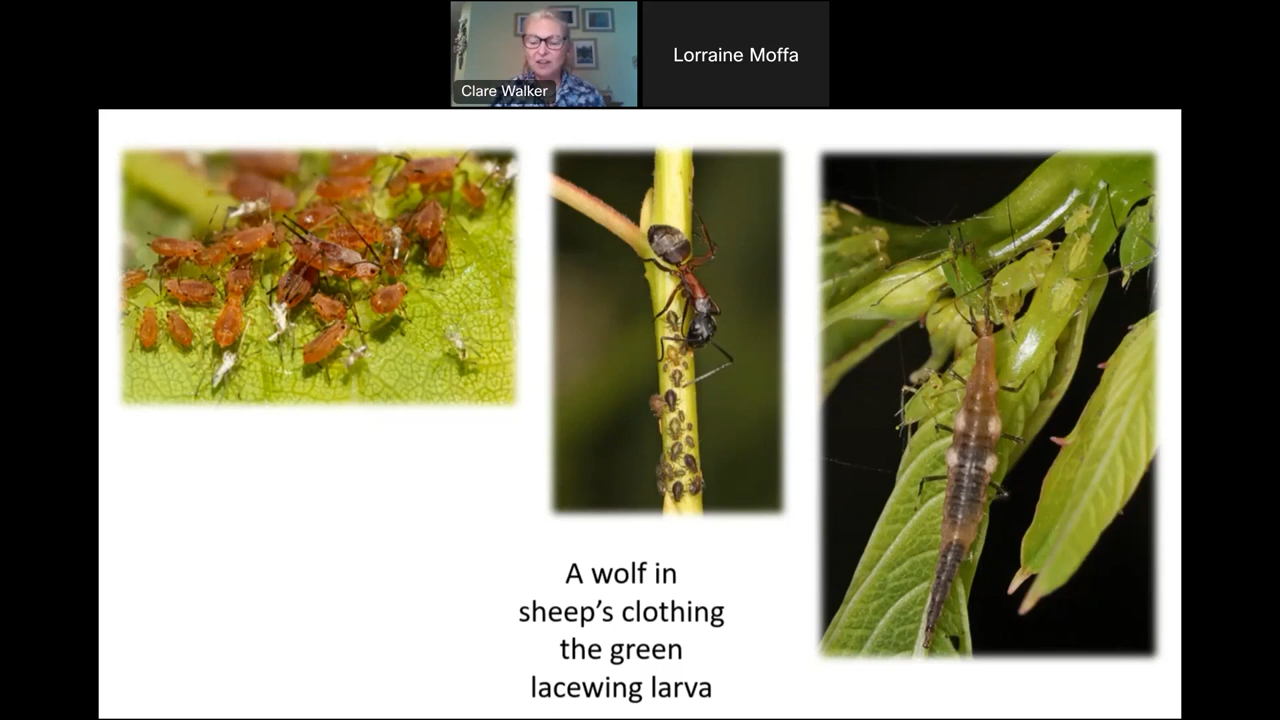 Clare Walker
Lorraine Moffa
A wolf in
sheep’s clothing
the green
lacewing larva